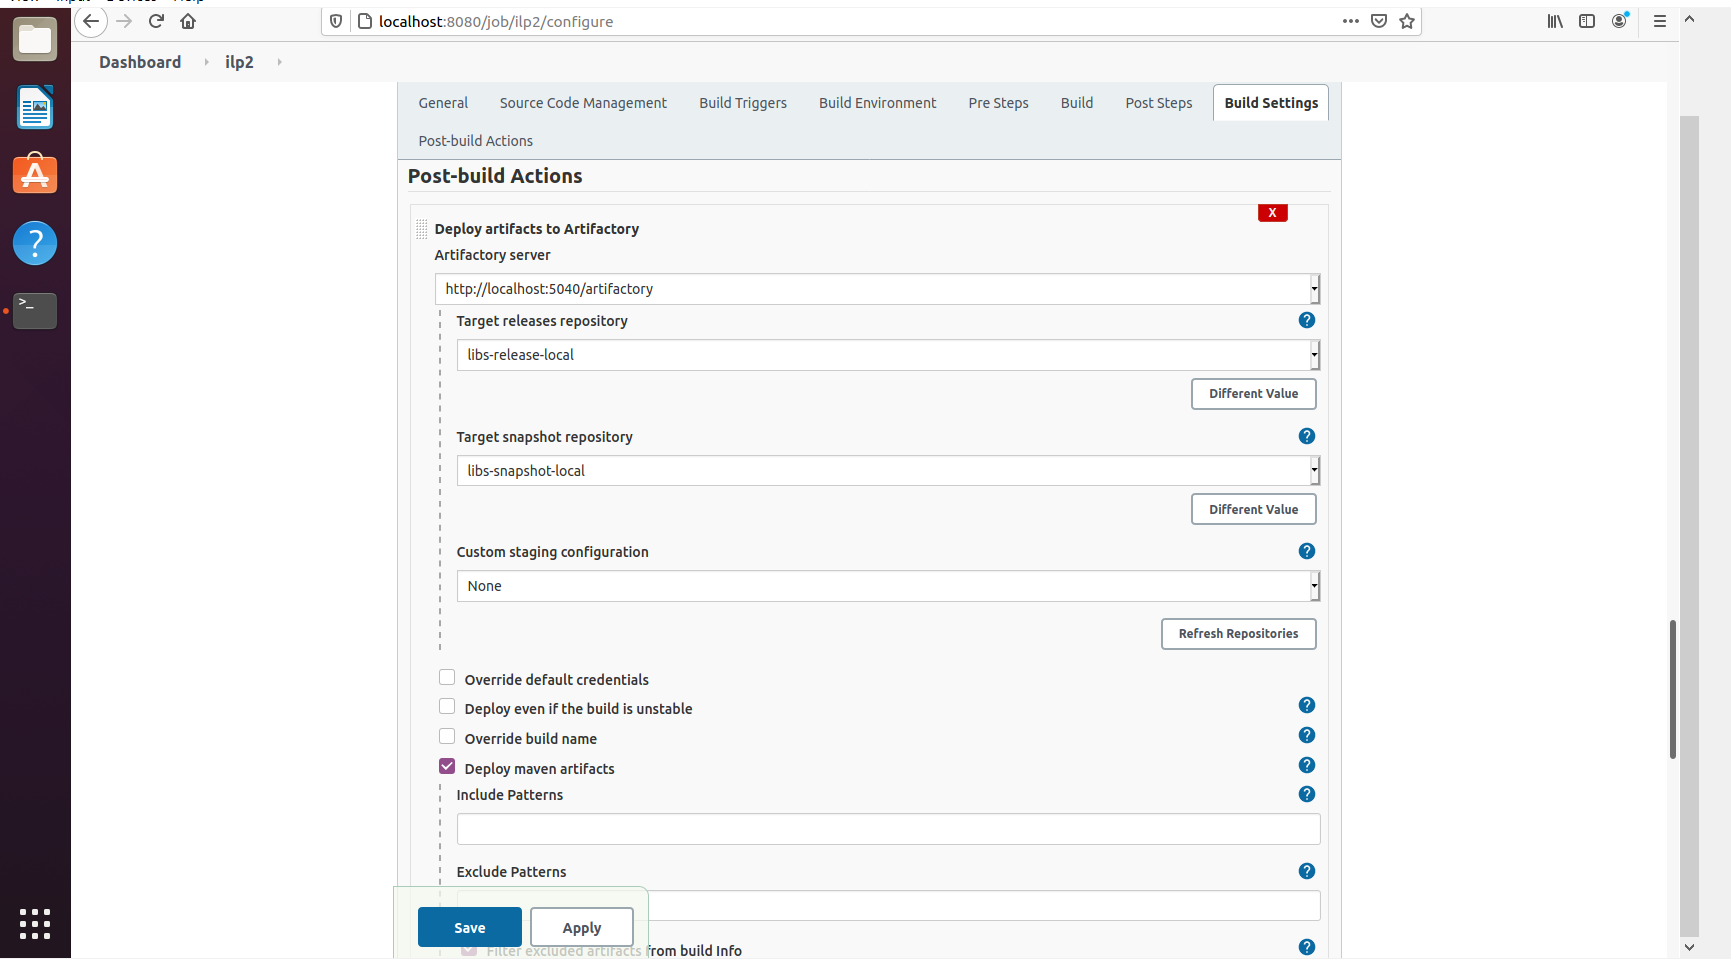 localhost:8080/job/ilp2/configure
Dashboard ilp2
General Source Code Management Build Triggers Build Environment Pre Steps Build Post Steps Build Settings
Post-build Actions
Post-build Actions
X
Deploy artifacts to Artifactory
Artifactory server
http://localhost:5040/artifactory
Target releases repository ?
libs-release-local
Different Value
Target snapshot repository ?
libs-snapshot-local
Different Value
Custom staging configuration ?
None
Refresh Repositories
Override default credentials
Deploy even if the build is unstable ?
Override build name ?
Deploy maven artifacts ?
Include Patterns ?
Exclude Patterns ?
Save Apply
Filter excluded artifacts from build Info ?